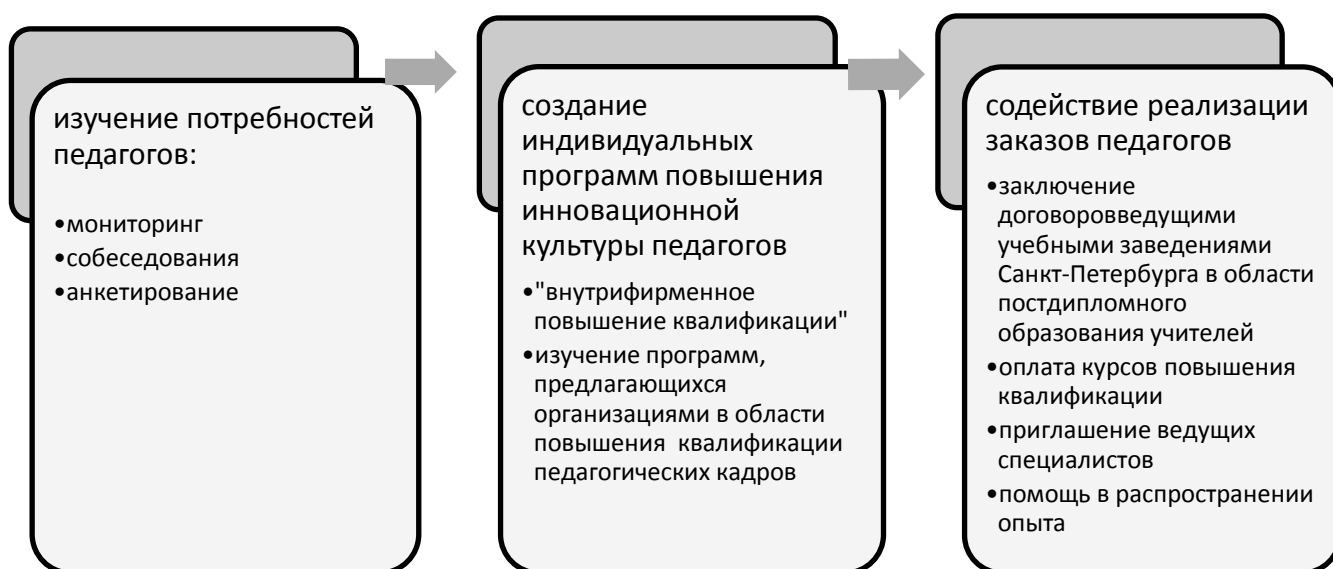 изучение потребностей
педагогов:
•мониторинг
•собеседования
•анкетирование
создание
индивидуальных
программ повышения
инновационной
культуры педагогов
•"внутрифирменное
повышение квалификации"
•изучение программ,
предлагающихся
организациями в области
повышения квалификации
педагогических кадров
содействие реализации
заказов педагогов
•заключение
договоровведущими
учебными заведениями
Санкт-Петербурга в области
постдипломного
образования учителей
•оплата курсов повышения
квалификации
•приглашение ведущих
специалистов
•помощь в распространении
опыта